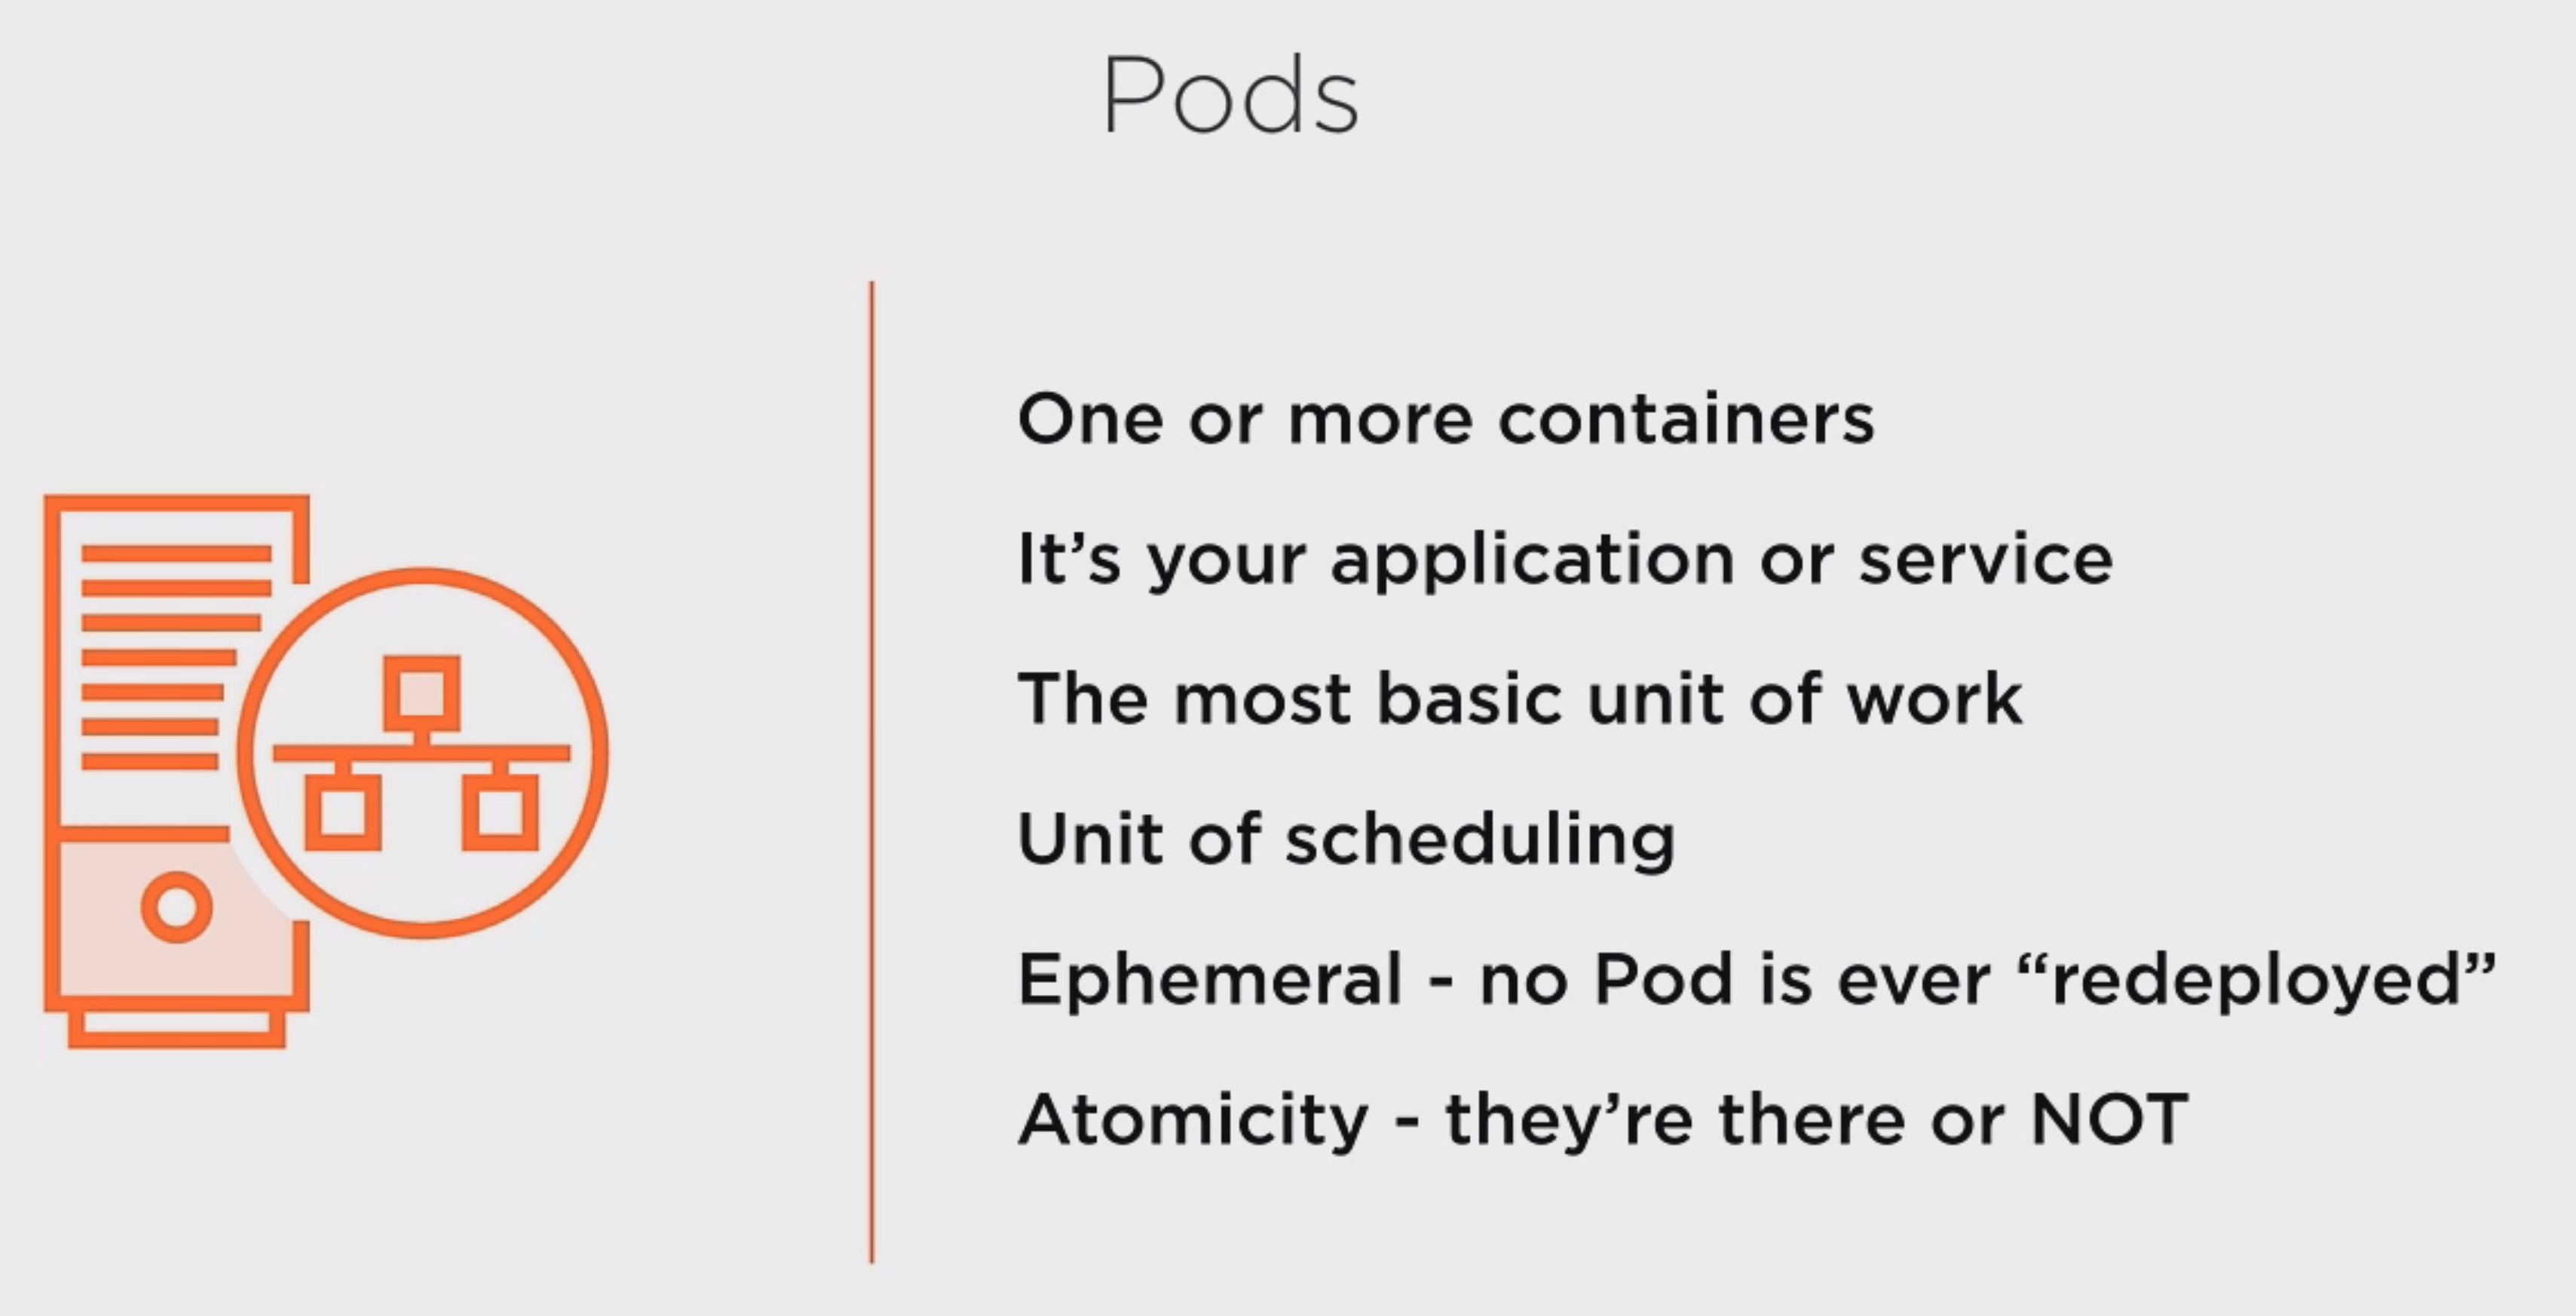 Pods
One or more containers
It’s your application or service
The most basic unit of work
Unit of scheduling
Ephemeral - no Pod is ever “redeployed”
Atomicity - they’re there or NOT